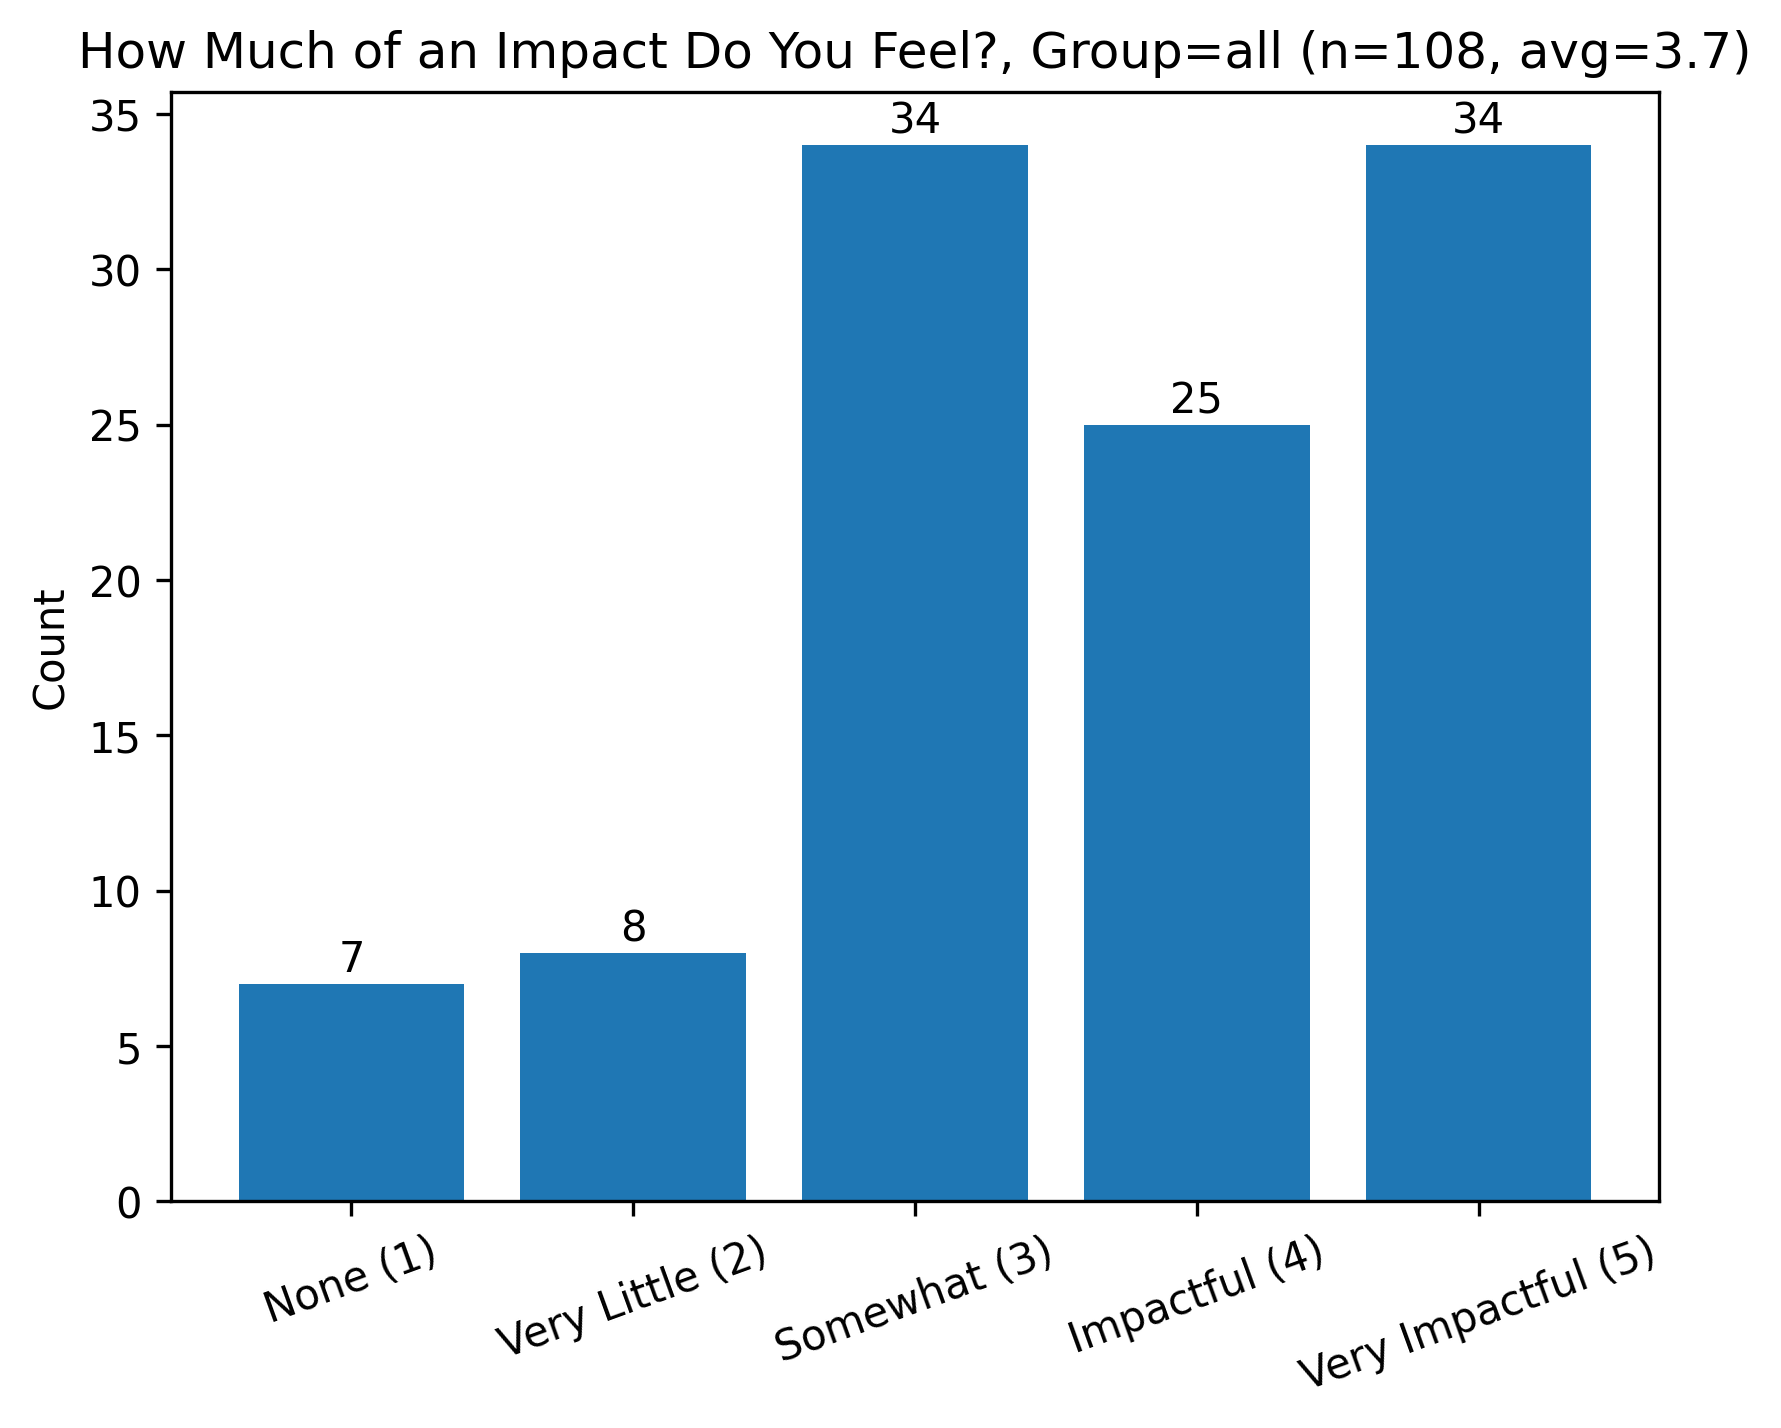 How Much of an Impact Do You Feel?, Group=all (n=108, avg=3.7)
35
30
25
20
15
10
5
0
Count
7
8
34
25
34
None (1)
Very Little (2)
Somewhat (3)
Impactful (4)
Very Impactful (5)